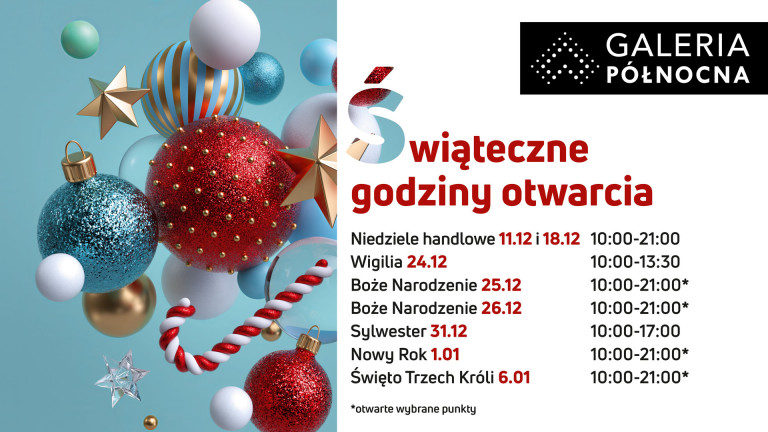 GALERIA
PÓŁNOCNA
Świąteczne
godziny otwarcia
Niedziele handlowe 11.12 i 18.12 10:00-21:00
Wigilia 24.12 10:00-13:30
Boże Narodzenie 25.12 10:00-21:00*
Boże Narodzenie 26.12 10:00-21:00*
Sylwester 31.12 10:00-17:00
Nowy Rok 1.01 10:00-21:00*
Święto Trzech Króli 6.01 10:00-21:00*
*otwarte wybrane punkty